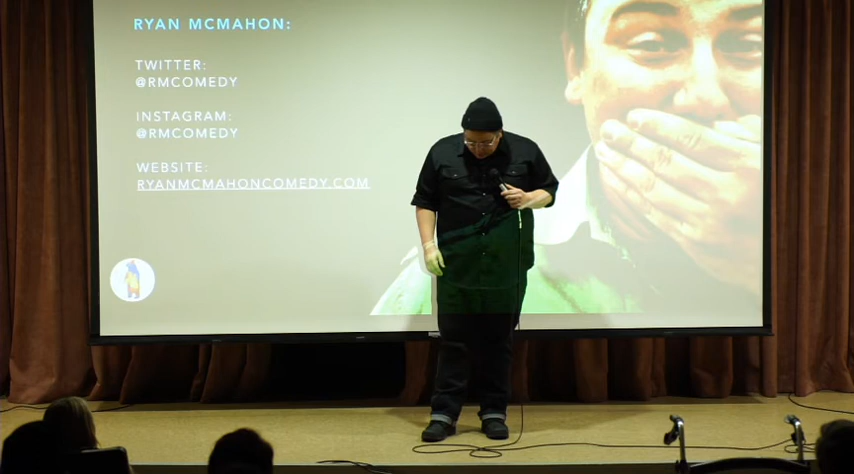 RYAN MCMAHON:
TWITTER:
@RMCOMEDY
INSTAGRAM:
@RMCOMEDY
WEBSITE:
RYANMCMAHONCOMEDY.COM